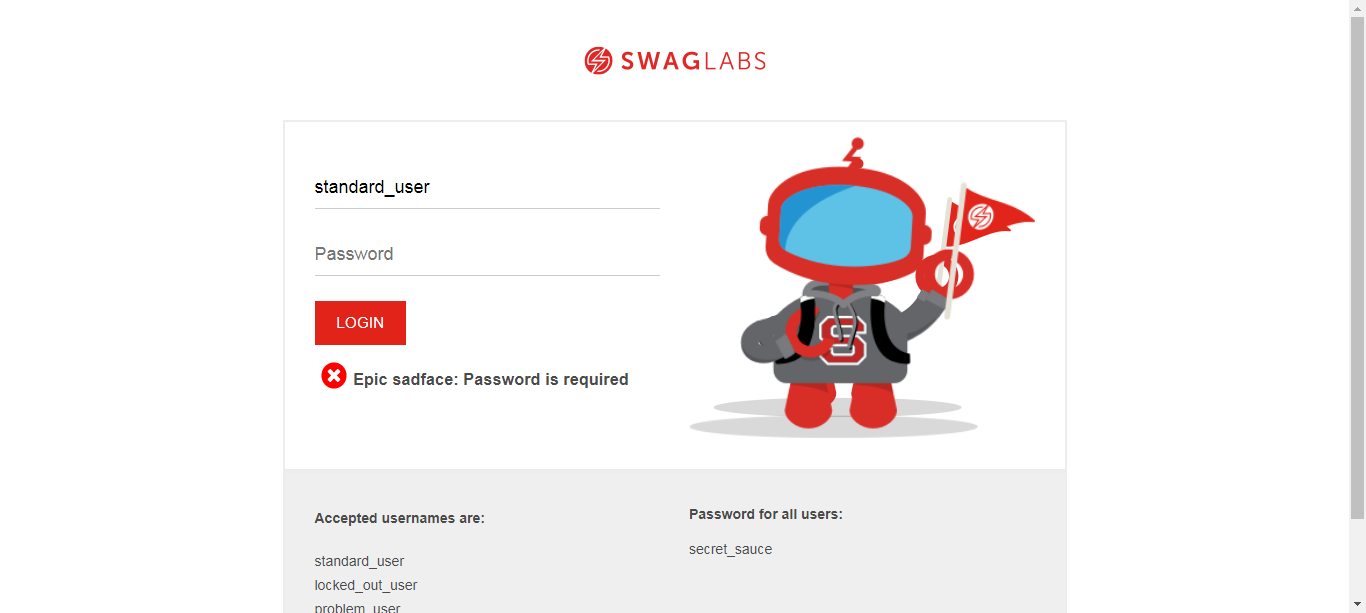 SWAGLABS
standard_user
Password
LOGIN
Epic sadface: Password is required
S
Accepted usernames are:
standard_user
locked_out_user
problem_user
Password for all users:
secret_sauce